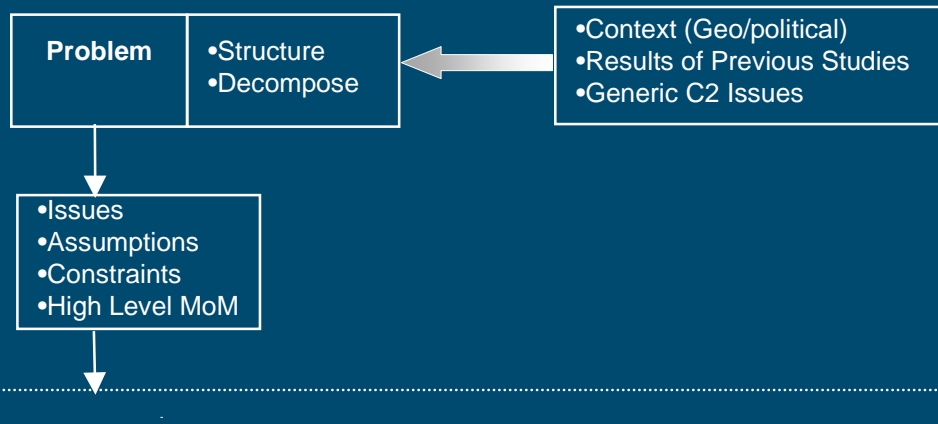 Problem
•Structure
•Decompose
•Context (Geo/political)
•Results of Previous Studies
•Generic C2 Issues
•Issues
•Assumptions
•Constraints
•High Level MoM